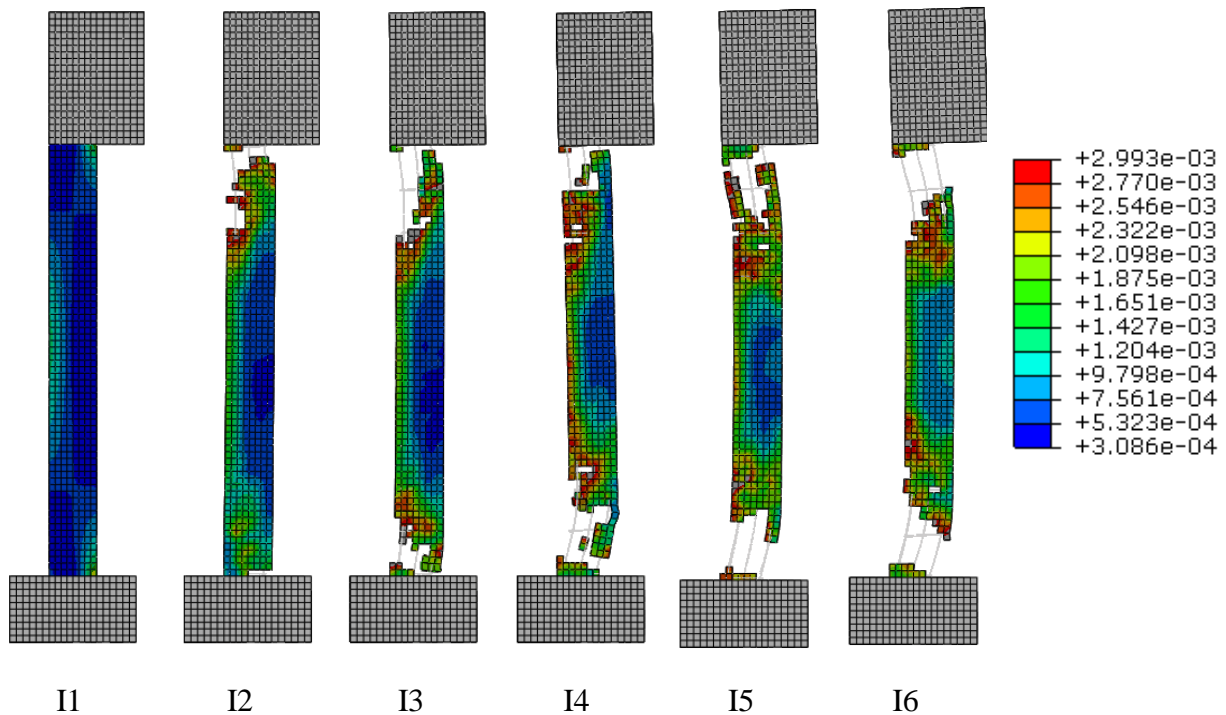 +2.993e-03
+2.770e-03
+2.546e-03
+2.322e-03
+2.098e-03
+1.875e-03
+1.651e-03
+1.427e-03
+1.204e-03
+9.798e-04
+7.561e-04
+5.323e-04
+3.086e-04
I1 I2 I3 I4 I5 I6